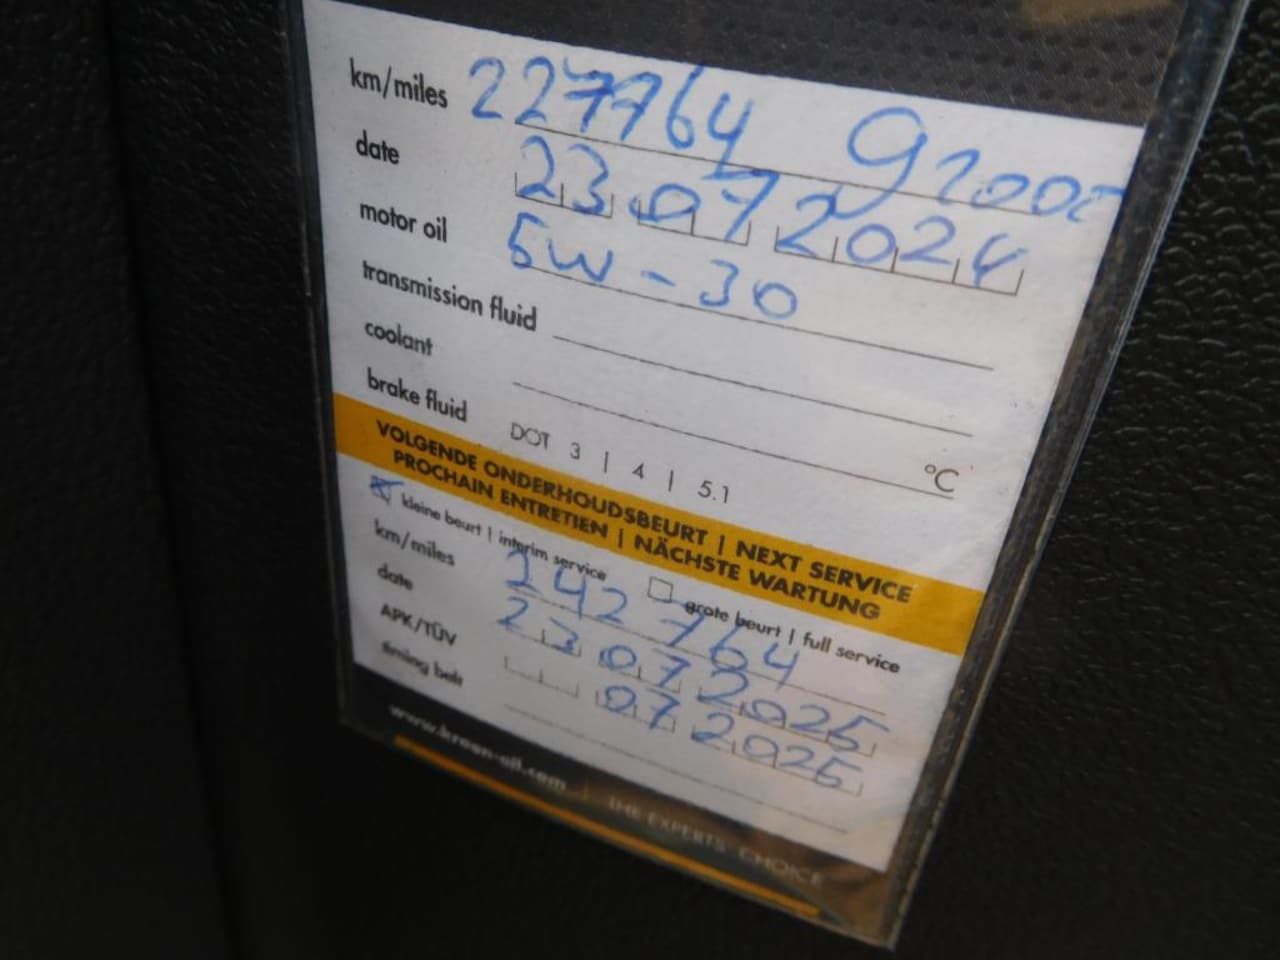 km/miles 227764
date 23 07 2024
motor oil 5W-30
transmission fluid
coolant °C
brake fluid DOT 3 | 4 | 5.1
VOLGENDE ONDERHOUDSBEURT | NEXT SERVICE
PROCHAIN ENTRETIEN | NÄCHSTE WARTUNG
kleine beurt | interim service grote beurt | full service
km/miles 242764
date 23 07 2025
APK/TÜV 07 2025
timing belt
www.kroon-oil.com | THE EXPERTS' CHOICE